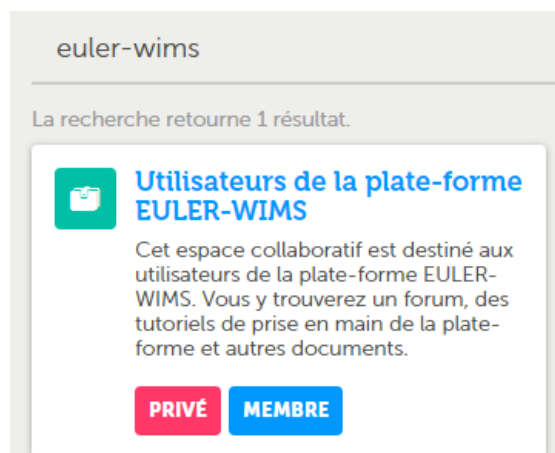 euler-wims
La recherche retourne 1 résultat.
Utilisateurs de la plate-forme
EULER-WIMS
Cet espace collaboratif est destiné aux
utilisateurs de la plate-forme EULER-
WIMS. Vous y trouverez un forum, des
tutoriels de prise en main de la plate-
forme et autres documents.
PRIVÉ MEMBRE